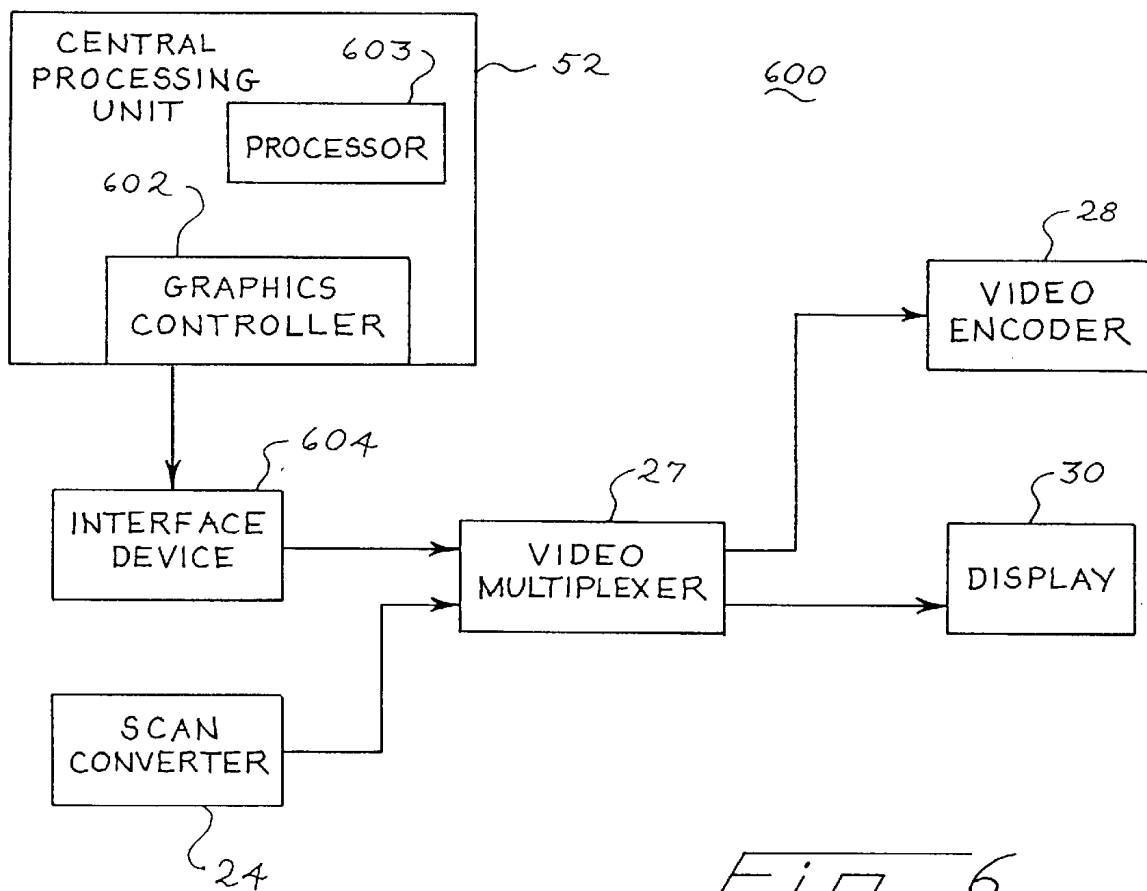 CENTRAL
PROCESSING
UNIT
603
52
600
PROCESSOR
602
GRAPHICS
CONTROLLER
28
VIDEO
ENCODER
604
INTERFACE
DEVICE
27
VIDEO
MULTIPLEXER
30
DISPLAY
SCAN
CONVERTER
24
Fig. 6